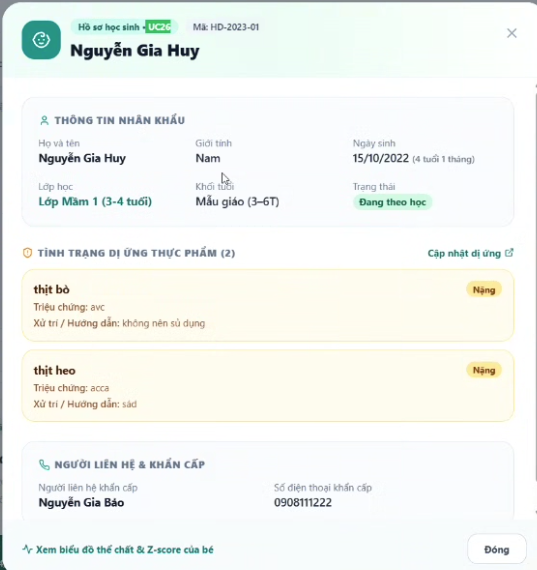 Hồ sơ học sinh • UC26 Mã: HD-2023-01
Nguyễn Gia Huy
THÔNG TIN NHÂN KHẨU
Họ và tên Giới tính Ngày sinh
Nguyễn Gia Huy Nam 15/10/2022 (4 tuổi 1 tháng)
Lớp học Khối tuổi Trạng thái
Lớp Mầm 1 (3-4 tuổi) Mẫu giáo (3–6T) Đang theo học
TÌNH TRẠNG DỊ ỨNG THỰC PHẨM (2) Cập nhật dị ứng
thịt bò Nặng
Triệu chứng: avc
Xử trí / Hướng dẫn: không nên sử dụng
thịt heo Nặng
Triệu chứng: acca
Xử trí / Hướng dẫn: sád
NGƯỜI LIÊN HỆ & KHẨN CẤP
Người liên hệ khẩn cấp Số điện thoại khẩn cấp
Nguyễn Gia Bảo 0908111222
Xem biểu đồ thể chất & Z-score của bé Đóng